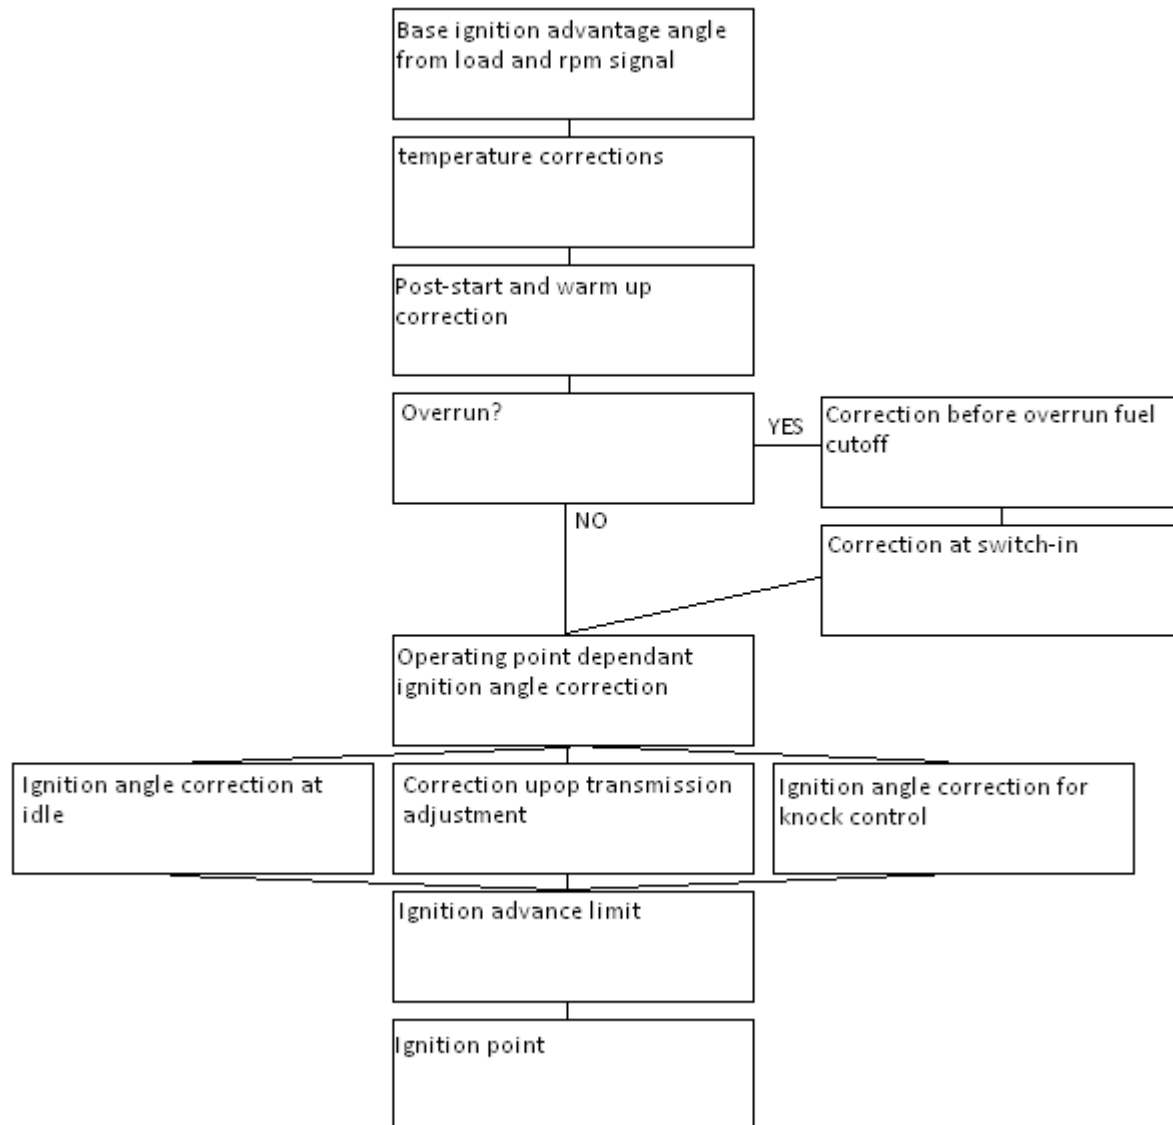 Base ignition advantage angle
from load and rpm signal
temperature corrections
Post-start and warm up
correction
Overrun?
YES
Correction before overrun fuel
cutoff
NO
Correction at switch-in
Operating point dependant
ignition angle correction
Ignition angle correction at
idle
Correction upop transmission
adjustment
Ignition angle correction for
knock control
Ignition advance limit
Ignition point